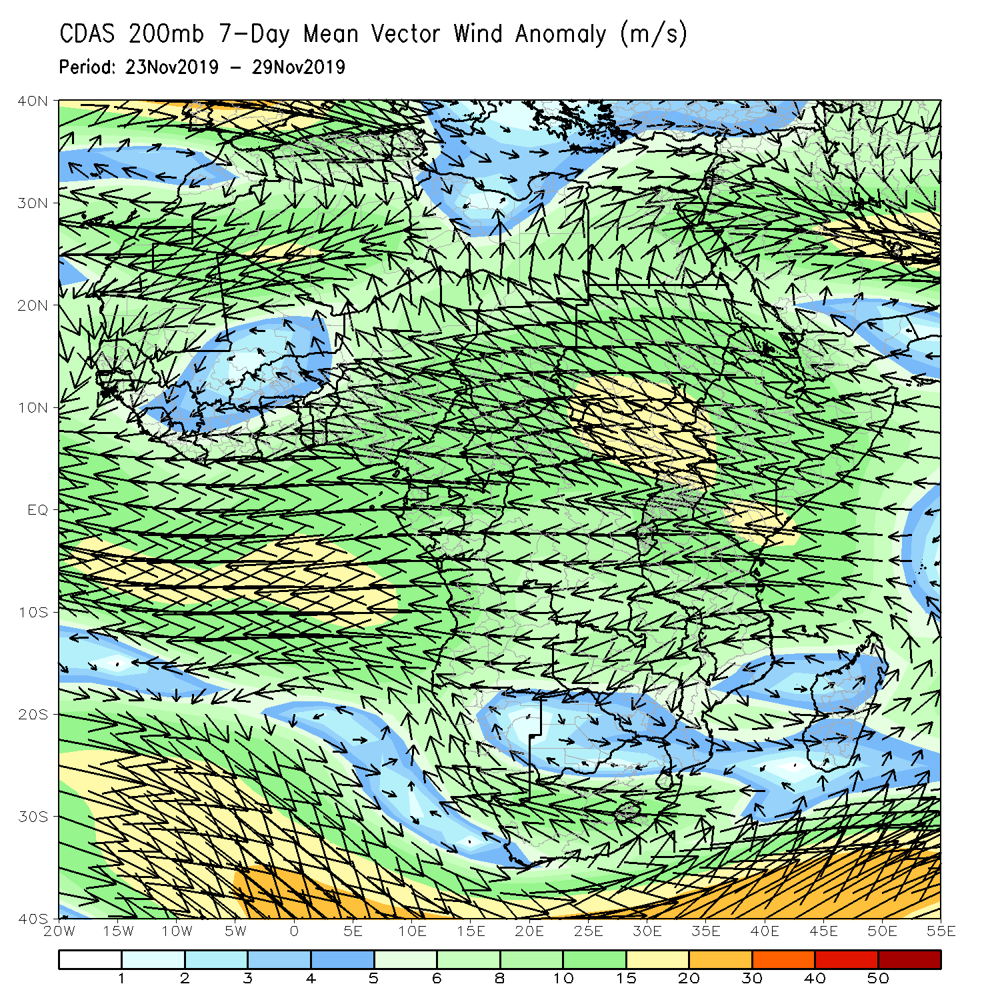 CDAS 200mb 7-Day Mean Vector Wind Anomaly (m/s)
Period: 23Nov2019 - 29Nov2019
40N
30N
20N
10N
EQ
10S
20S
30S
40S
20W 15W 10W 5W 0 5E 10E 15E 20E 25E 30E 35E 40E 45E 50E 55E
1 2 3 4 5 6 8 10 15 20 30 40 50